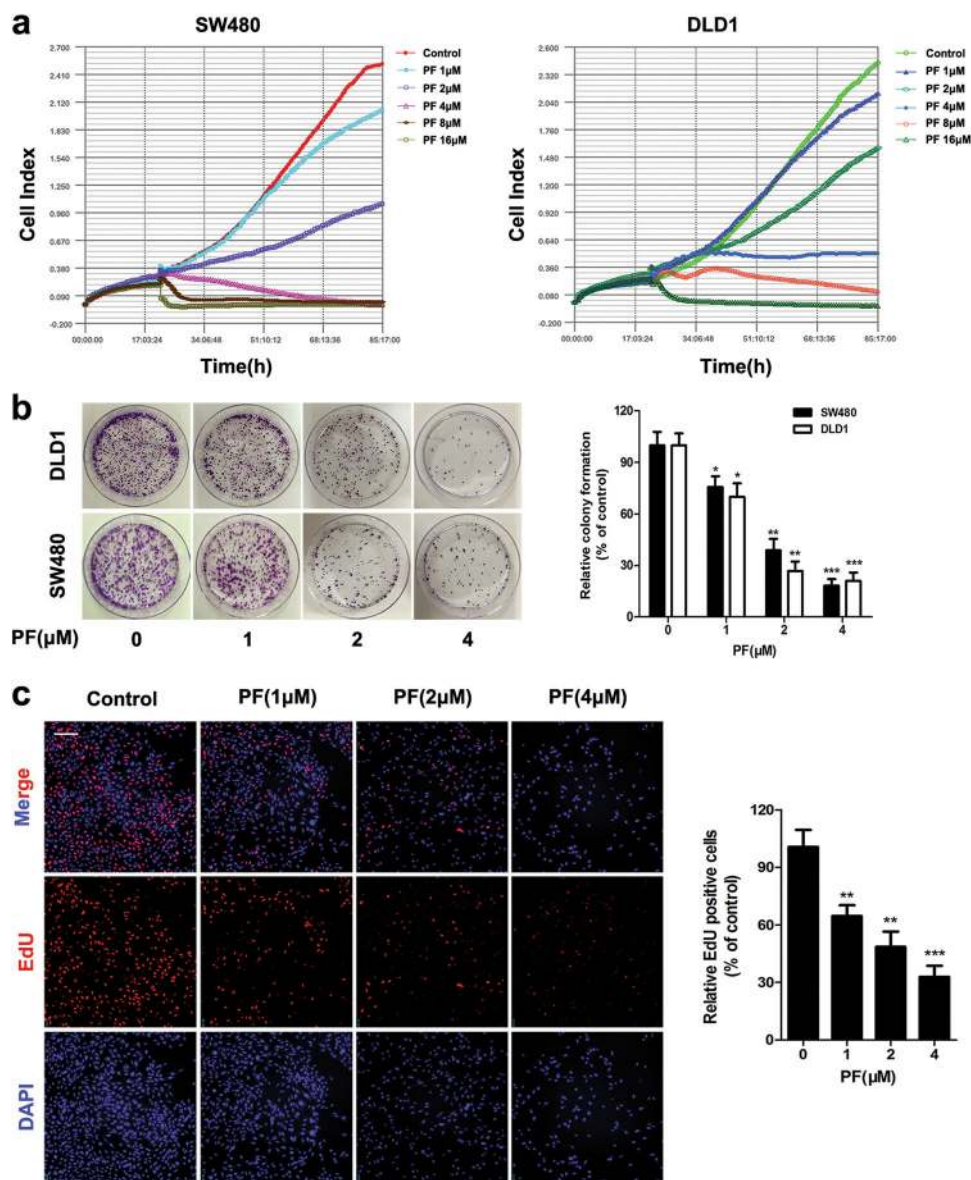 a
SW480
2.700
2.410
2.120
1.830
1.540
1.250
0.960
0.670
0.380
0.090
-0.200
Cell Index
00:00:00 17:03:24 34:06:48 51:10:12 68:13:36 85:17:00
Time(h)
Control
PF 1μM
PF 2μM
PF 4μM
PF 8μM
PF 16μM
DLD1
2.600
2.320
2.040
1.760
1.480
1.200
0.920
0.640
0.360
0.080
-0.200
Cell Index
00:00:00 17:03:24 34:06:48 51:10:12 68:13:36 85:17:00
Time(h)
Control
PF 1μM
PF 2μM
PF 4μM
PF 8μM
PF 16μM
b
DLD1
SW480
PF(μM) 0 1 2 4
Relative colony formation
(% of control)
120
90
60
30
0
SW480
DLD1
* *
** **
*** ***
0 1 2 4
PF(μM)
c
Control PF(1μM) PF(2μM) PF(4μM)
Merge
EdU
DAPI
Relative EdU positive cells
(% of control)
120
90
60
30
0
**
**
***
0 1 2 4
PF(μM)